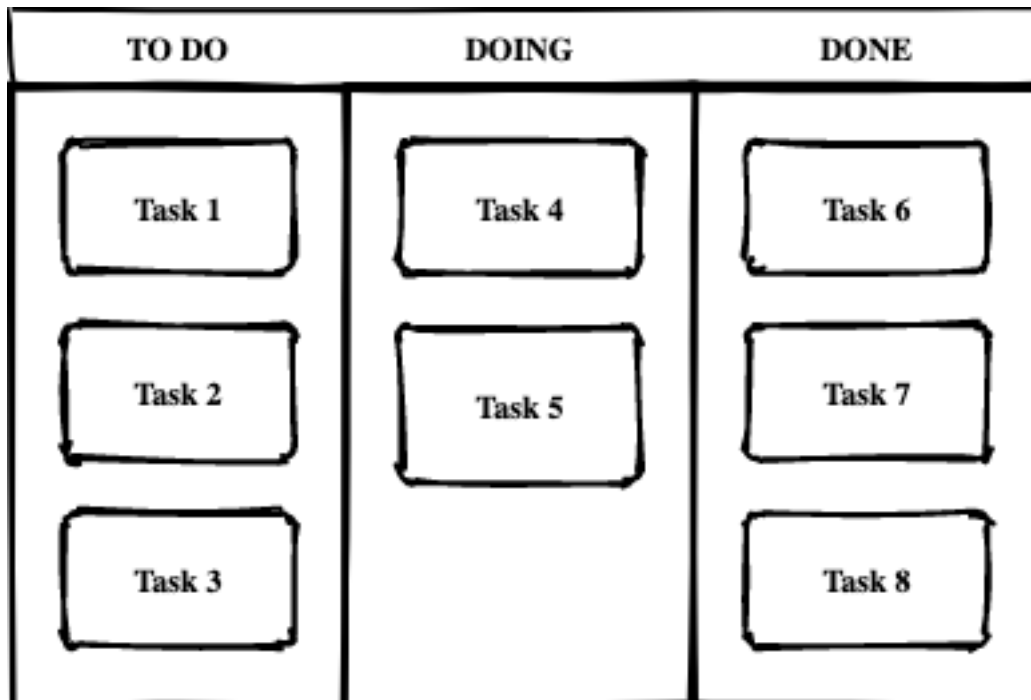 TO DO
DOING
DONE
Task 1
Task 2
Task 3
Task 4
Task 5
Task 6
Task 7
Task 8